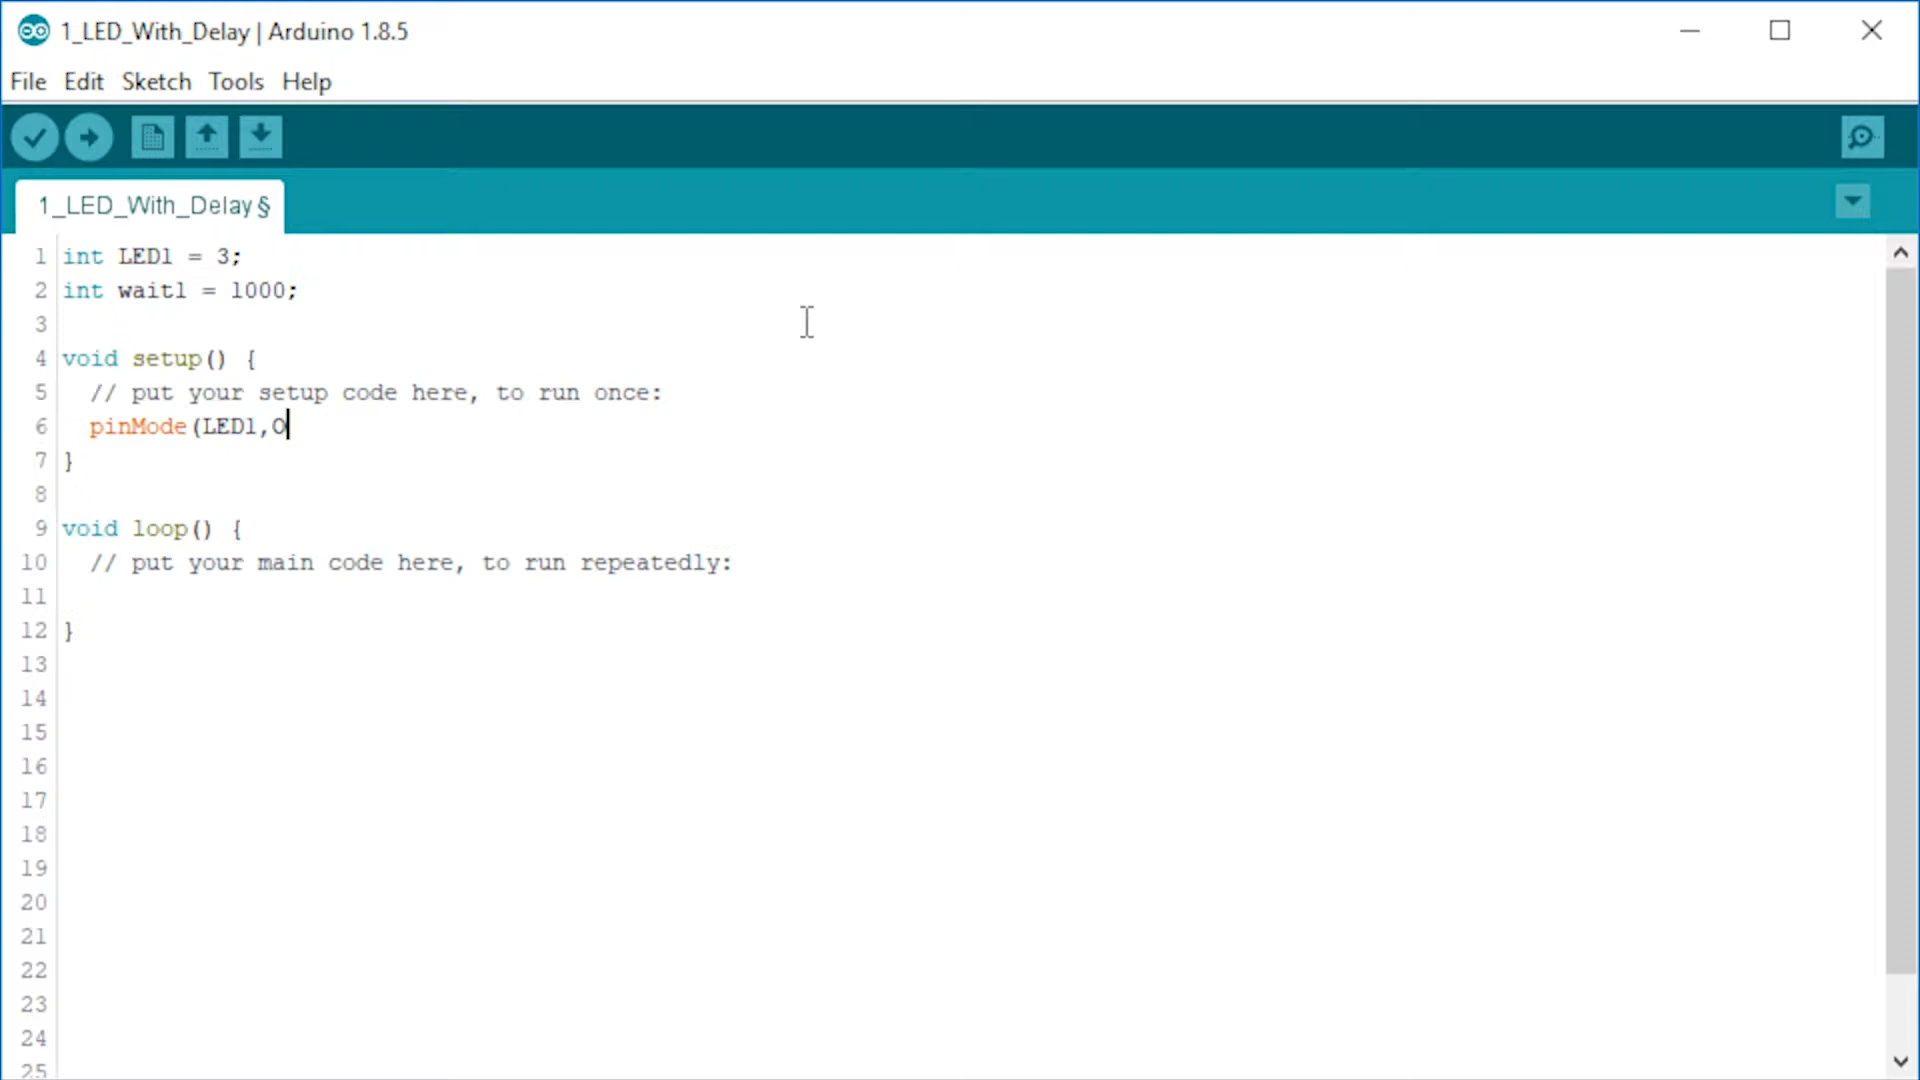 1_LED_With_Delay | Arduino 1.8.5
File Edit Sketch Tools Help
1_LED_With_Delay §
1 int LED1 = 3;
2 int wait1 = 1000;
3
4 void setup() {
5 // put your setup code here, to run once:
6 pinMode(LED1,O
7 }
8
9 void loop() {
10 // put your main code here, to run repeatedly:
11
12 }
13
14
15
16
17
18
19
20
21
22
23
24
25